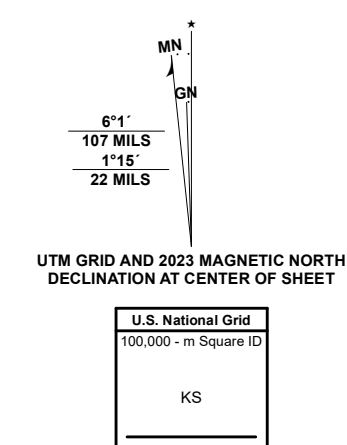 ★
MN
GN
6°1´
107 MILS
1°15´
22 MILS
UTM GRID AND 2023 MAGNETIC NORTH
DECLINATION AT CENTER OF SHEET
U.S. National Grid
100,000 - m Square ID
KS